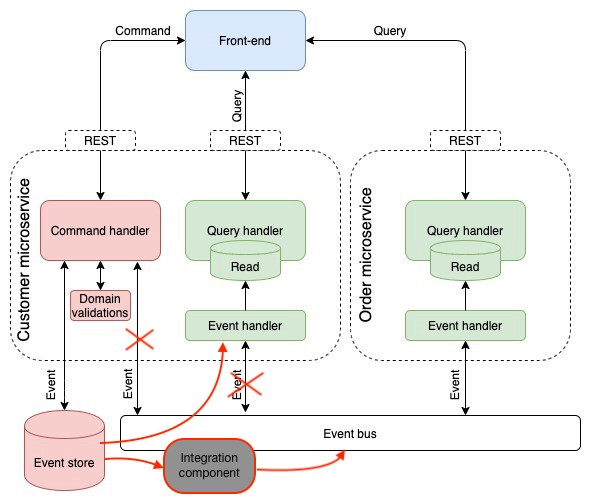 Command
Front-end
Query
Query
REST
REST
REST
Customer microservice
Command handler
Query handler
Read
Domain
validations
Event handler
Order microservice
Query handler
Read
Event handler
Event
Event
Event
Event
Event store
Event bus
Integration
component